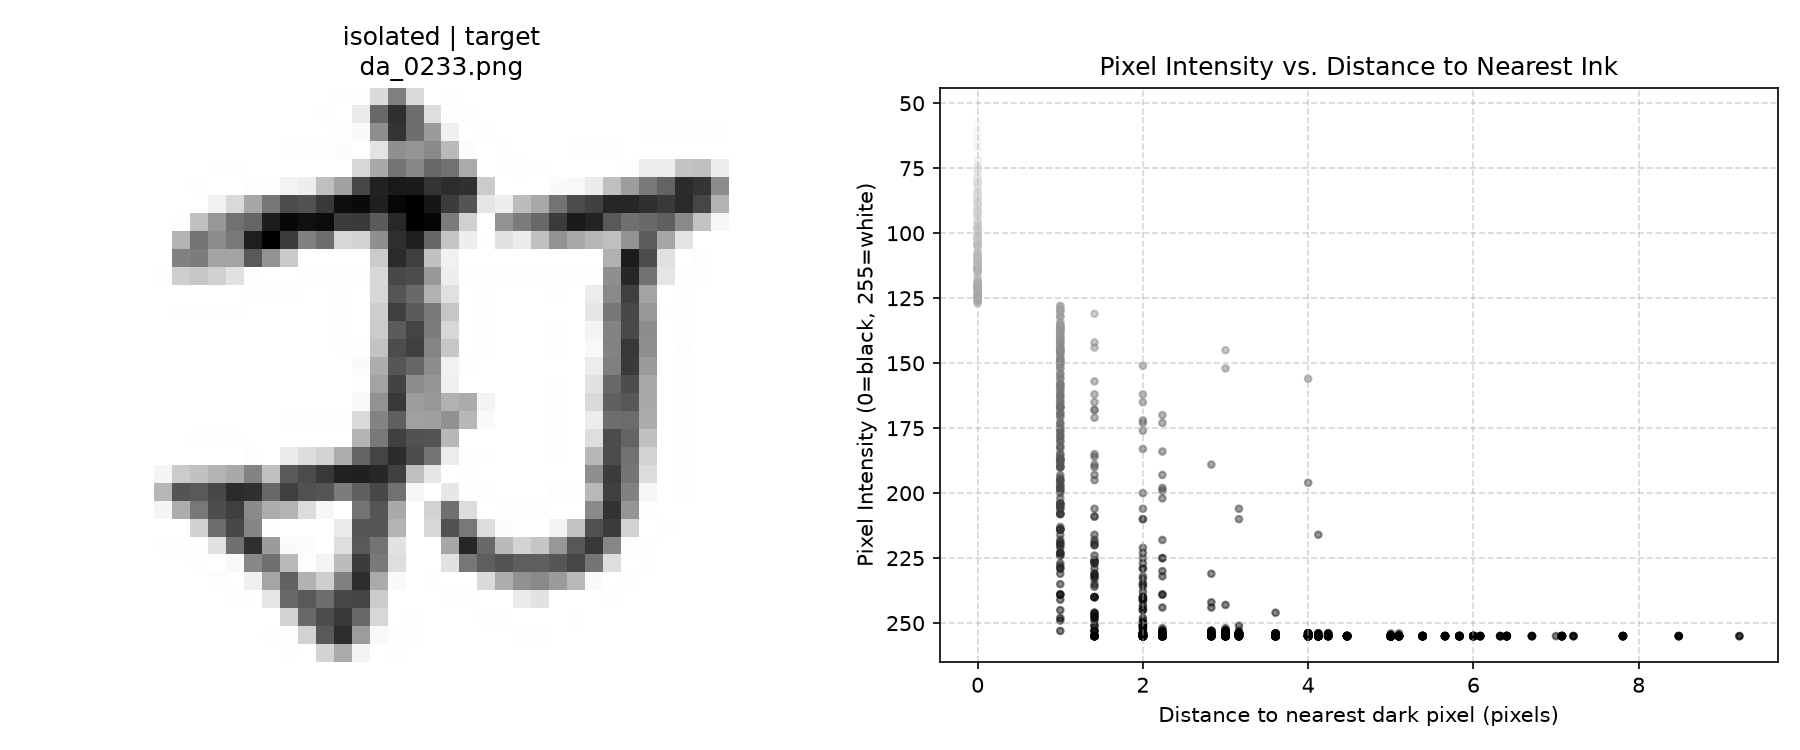 isolated | target
da_0233.png
打
Pixel Intensity vs. Distance to Nearest Ink
Pixel Intensity (0=black, 255=white)
50
75
100
125
150
175
200
225
250
0 2 4 6 8
Distance to nearest dark pixel (pixels)